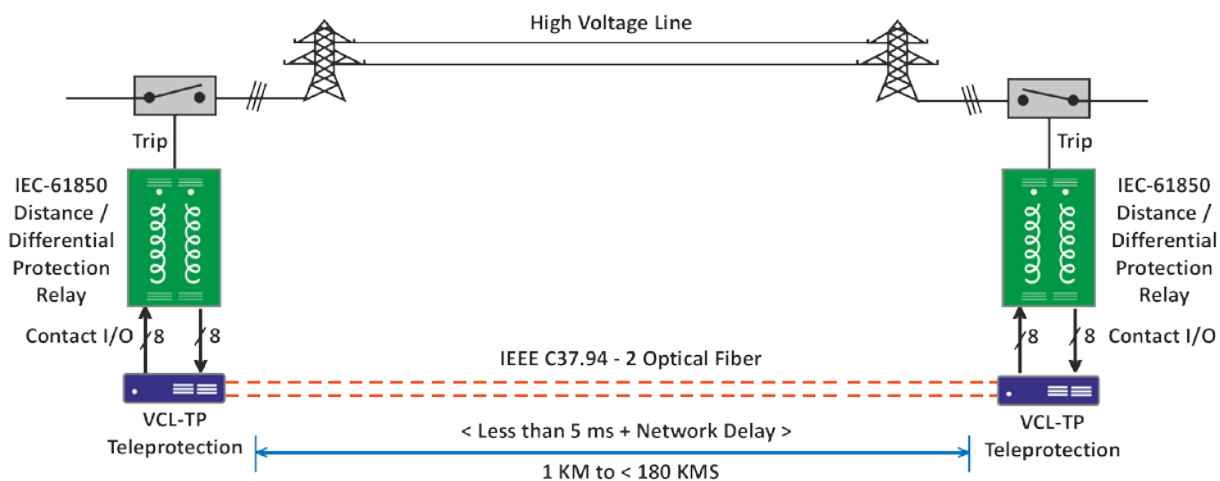 High Voltage Line
Trip
Trip
IEC-61850
Distance /
Differential
Protection
Relay
IEC-61850
Distance /
Differential
Protection
Relay
Contact I/O
8
8
8
8
Contact I/O
IEEE C37.94 - 2 Optical Fiber
VCL-TP
Teleprotection
< Less than 5 ms + Network Delay >
1 KM to < 180 KMS
VCL-TP
Teleprotection